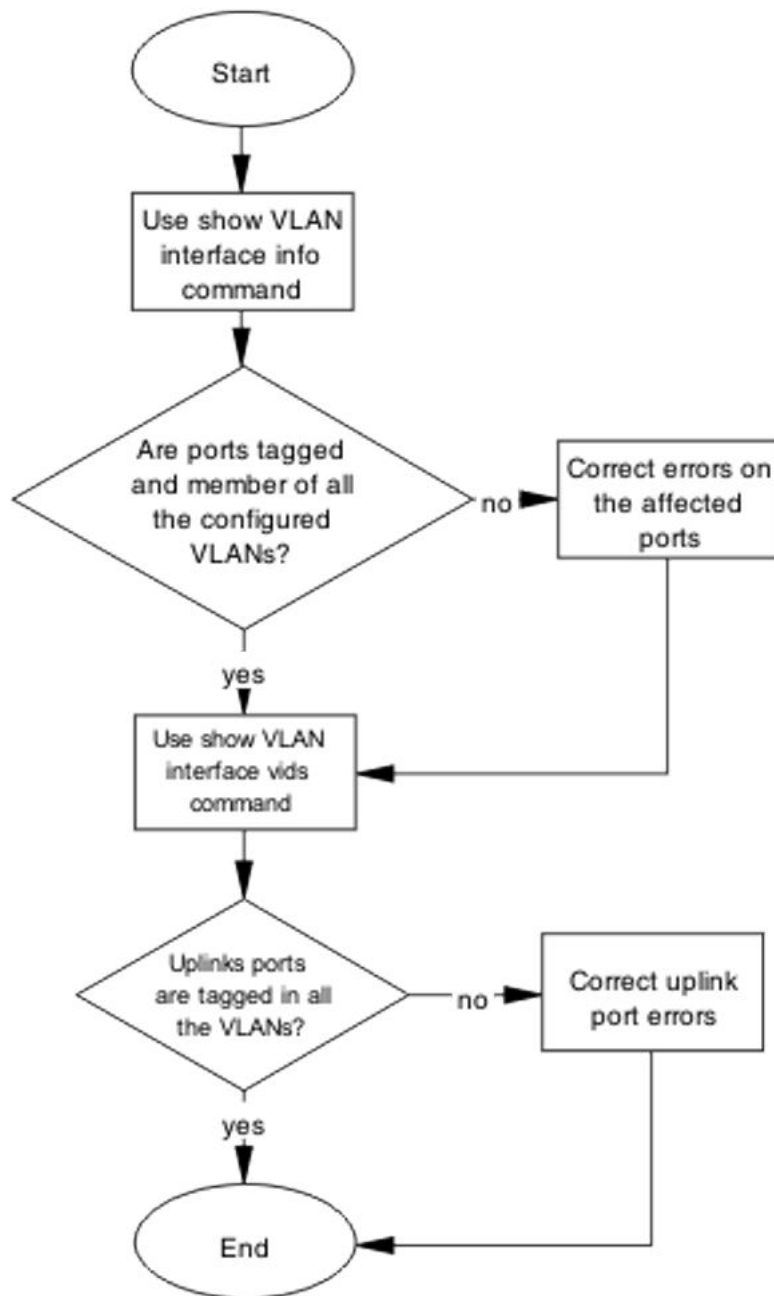 Start
Use show VLAN
interface info
command
Are ports tagged
and member of all
the configured
VLANs?
no
Correct errors on
the affected
ports
yes
Use show VLAN
interface vids
command
Uplinks ports
are tagged in all
the VLANs?
no
Correct uplink
port errors
yes
End